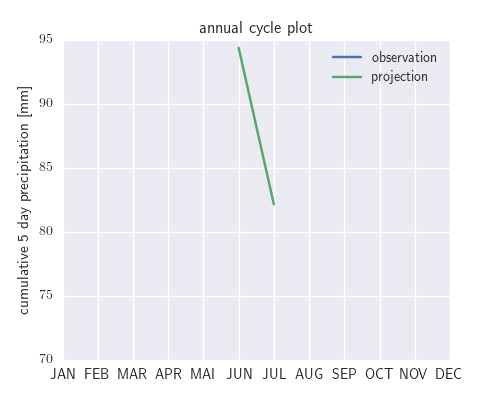 annual cycle plot
observation
projection
cumulative 5 day precipitation [mm]
95
90
85
80
75
70
JAN FEB MAR APR MAI JUN JUL AUG SEP OCT NOV DEC